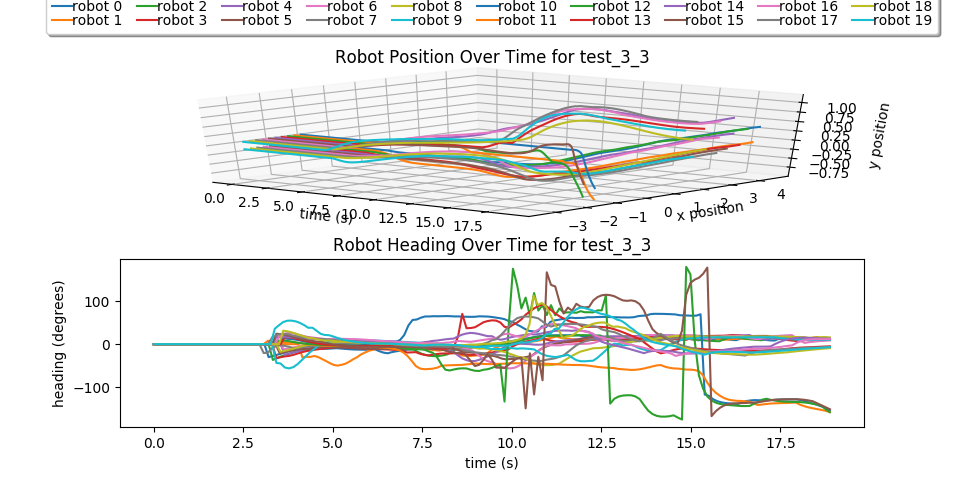 robot 0 robot 2 robot 4 robot 6 robot 8 robot 10 robot 12 robot 14 robot 16 robot 18
robot 1 robot 3 robot 5 robot 7 robot 9 robot 11 robot 13 robot 15 robot 17 robot 19
Robot Position Over Time for test_3_3
1.00
0.75
0.50
0.25
0.00
−0.25
−0.50
−0.75
y position
0.0 2.5 5.0 7.5 10.0 12.5 15.0 17.5
time (s)
−3 −2 −1 0 1 2 3 4
x position
Robot Heading Over Time for test_3_3
100
0
−100
heading (degrees)
0.0 2.5 5.0 7.5 10.0 12.5 15.0 17.5
time (s)